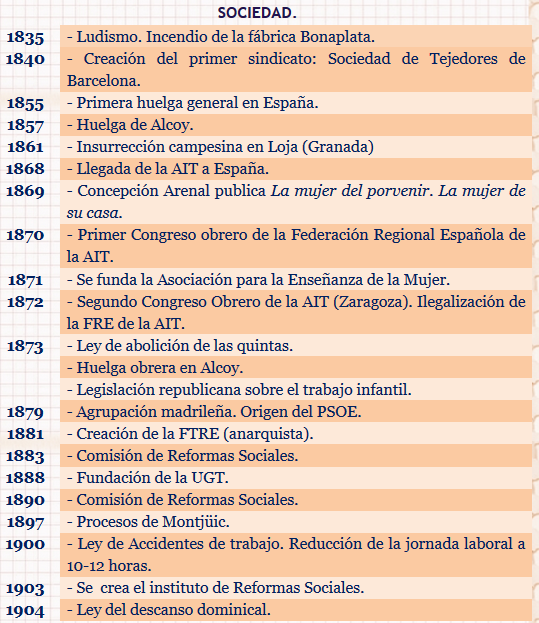 SOCIEDAD.
1835 - Ludismo. Incendio de la fábrica Bonaplata.
1840 - Creación del primer sindicato: Sociedad de Tejedores de
Barcelona.
1855 - Primera huelga general en España.
1857 - Huelga de Alcoy.
1861 - Insurrección campesina en Loja (Granada)
1868 - Llegada de la AIT a España.
1869 - Concepción Arenal publica La mujer del porvenir. La mujer de
su casa.
1870 - Primer Congreso obrero de la Federación Regional Española de
la AIT.
1871 - Se funda la Asociación para la Enseñanza de la Mujer.
1872 - Segundo Congreso Obrero de la AIT (Zaragoza). Ilegalización de
la FRE de la AIT.
1873 - Ley de abolición de las quintas.
- Huelga obrera en Alcoy.
- Legislación republicana sobre el trabajo infantil.
1879 - Agrupación madrileña. Origen del PSOE.
1881 - Creación de la FTRE (anarquista).
1883 - Comisión de Reformas Sociales.
1888 - Fundación de la UGT.
1890 - Comisión de Reformas Sociales.
1897 - Procesos de Montjüic.
1900 - Ley de Accidentes de trabajo. Reducción de la jornada laboral a
10-12 horas.
1903 - Se crea el instituto de Reformas Sociales.
1904 - Ley del descanso dominical.